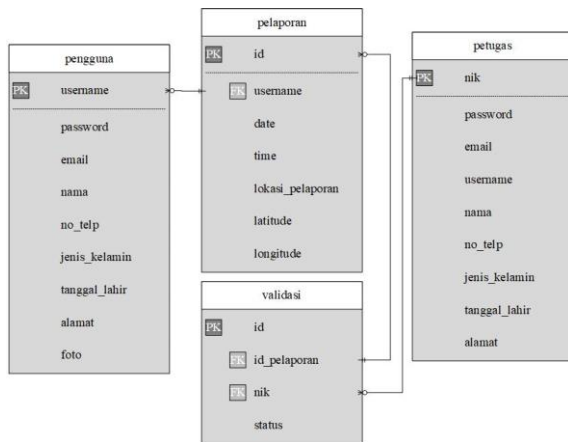 pengguna
PK username
password
email
nama
no_telp
jenis_kelamin
tanggal_lahir
alamat
foto
pelaporan
PK id
FK username
date
time
lokasi_pelaporan
latitude
longitude
validasi
PK id
FK id_pelaporan
FK nik
status
petugas
PK nik
password
email
username
nama
no_telp
jenis_kelamin
tanggal_lahir
alamat